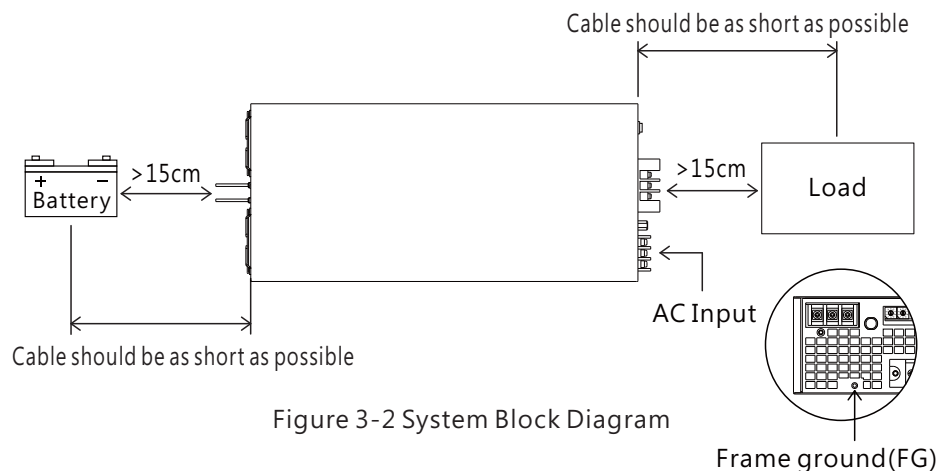 Cable should be as short as possible
>15cm
+ −
Battery
>15cm
Load
AC Input
Cable should be as short as possible
Figure 3-2 System Block Diagram
Frame ground(FG)